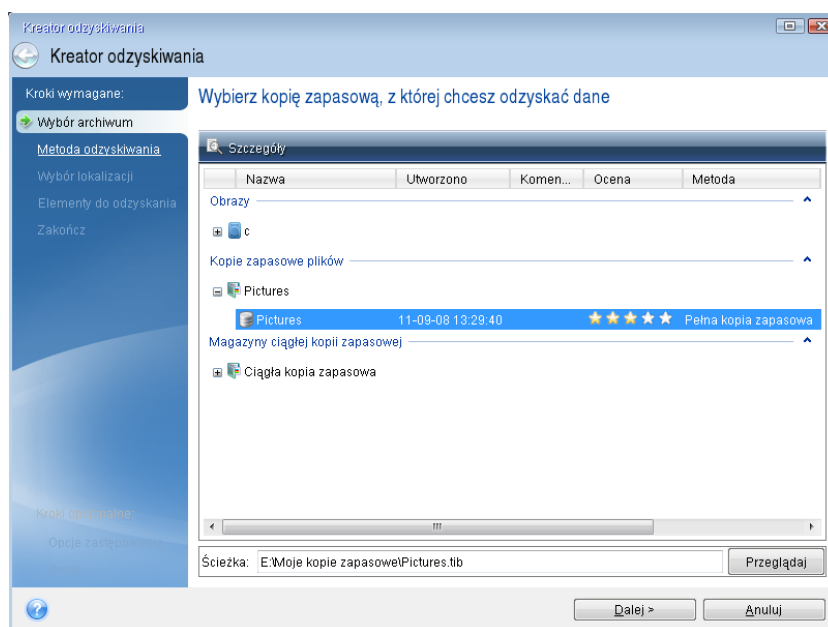 Kreator odzyskiwania
Kreator odzyskiwania
Kroki wymagane:
Wybór archiwum
Metoda odzyskiwania
Wybór lokalizacji
Elementy do odzyskania
Zakończ
Wybierz kopię zapasową, z której chcesz odzyskać dane
Szczegóły
Nazwa Utworzono Komen... Ocena Metoda
Obrazy
c
Kopie zapasowe plików
Pictures
Pictures 11-09-08 13:29:40 Pełna kopia zapasowa
Magazyny ciągłej kopii zapasowej
Ciągła kopia zapasowa
Kroki
Opcje
Ścieżka: E:\Moje kopie zapasowe\Pictures.tib Przeglądaj
Dalej > Anuluj